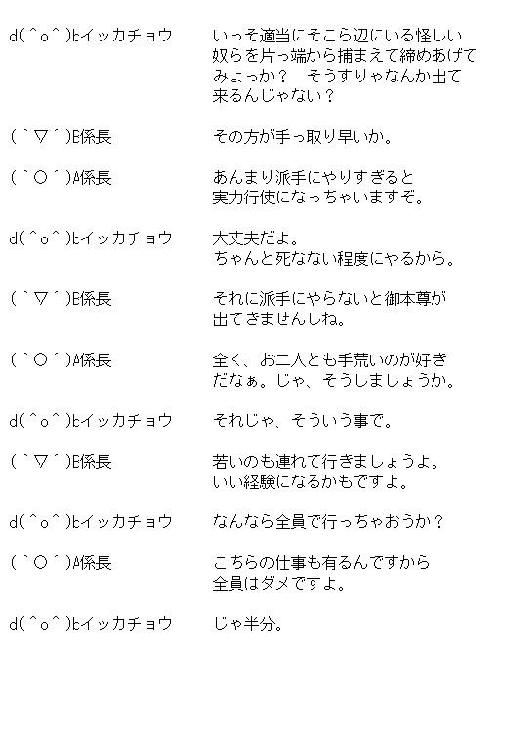 d(^o^)bイッカチョウ いっそ適当にそこら辺にいる怪しい
奴らを片っ端から捕まえて締めあげて
みよっか？ そうすりゃなんか出て
来るんじゃない？
(｀▽´)B係長 その方が手っ取り早いか。
(｀○´)A係長 あんまり派手にやりすぎると
実力行使になっちゃいますぞ。
d(^o^)bイッカチョウ 大丈夫だよ。
ちゃんと死なない程度にやるから。
(｀▽´)B係長 それに派手にやらないと御本尊が
出てきませんしね。
(｀○´)A係長 全く、お二人とも手荒いのが好き
だなぁ。じゃ、そうしましょうか。
d(^o^)bイッカチョウ それじゃ、そういう事で。
(｀▽´)B係長 若いのも連れて行きましょうよ。
いい経験になるかもですよ。
d(^o^)bイッカチョウ なんなら全員で行っちゃおうか？
(｀○´)A係長 こちらの仕事も有るんですから
全員はダメですよ。
d(^o^)bイッカチョウ じゃ半分。